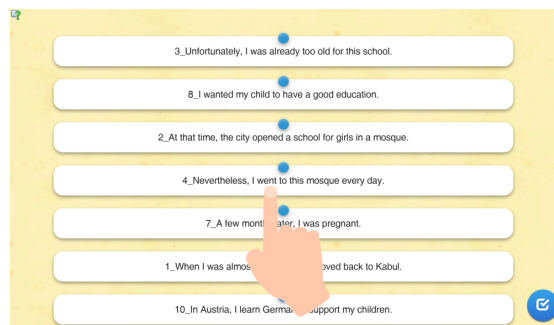 3_Unfortunately, I was already too old for this school.
8_I wanted my child to have a good education.
2_At that time, the city opened a school for girls in a mosque.
4_Nevertheless, I went to this mosque every day.
7_A few month later, I was pregnant.
1_When I was almos oved back to Kabul.
10_In Austria, I learn German support my children.